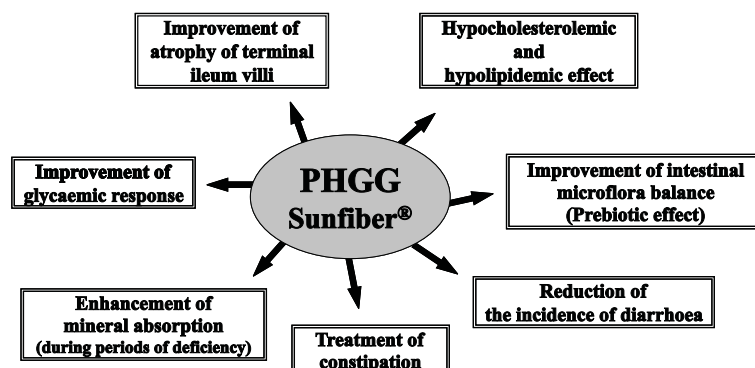 Improvement of
atrophy of terminal
ileum villi
Hypocholesterolemic
and
hypolipidemic effect
Improvement of
glycaemic response
PHGG
Sunfiber®
Improvement of intestinal
microflora balance
(Prebiotic effect)
Enhancement of
mineral absorption
(during periods of deficiency)
Treatment of
constipation
Reduction of
the incidence of diarrhoea